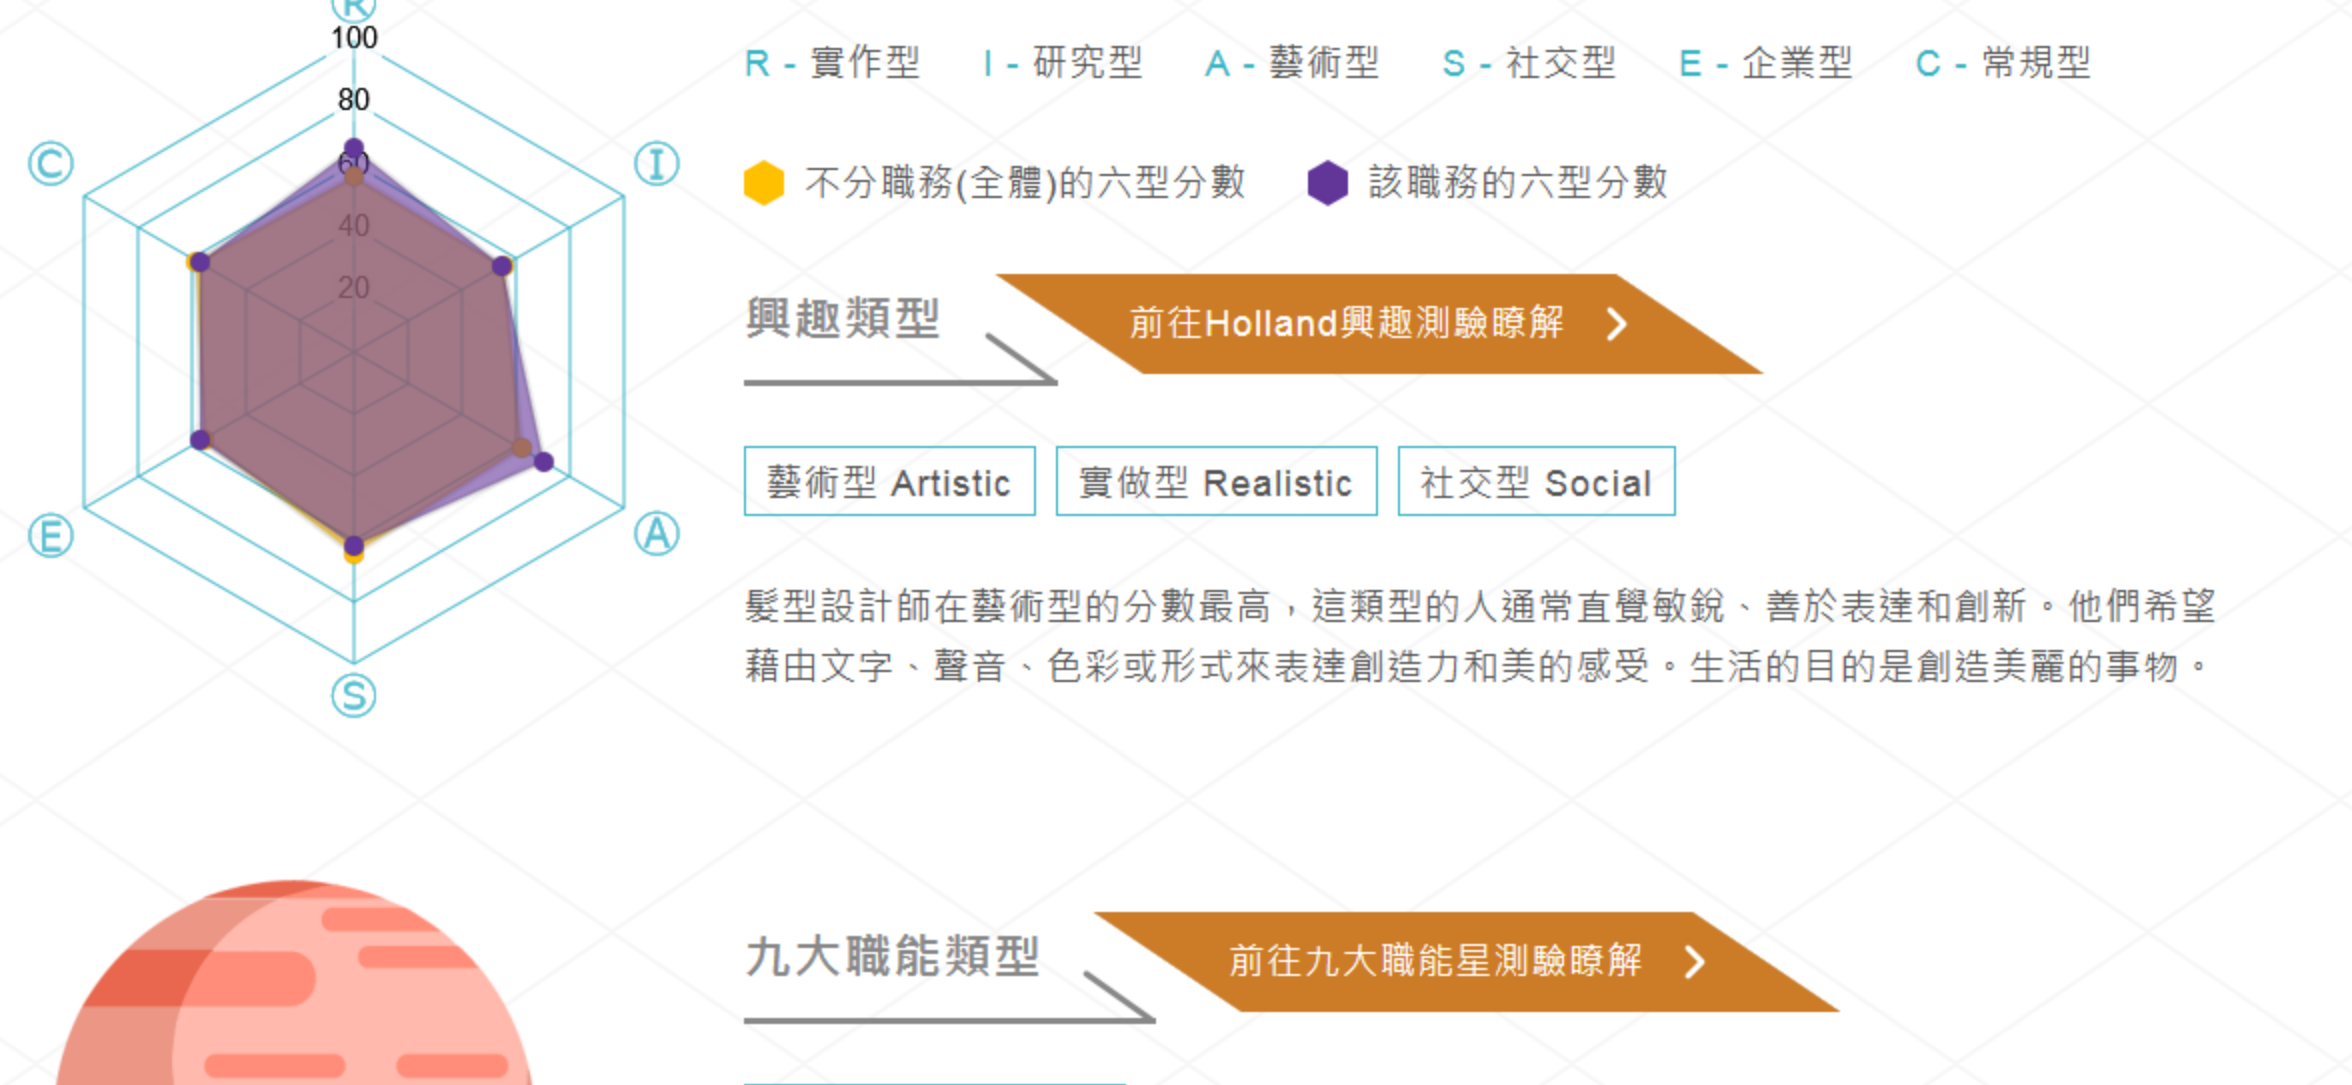 R
100
80
60
40
20
C
I
E
A
S
R - 實作型 I - 研究型 A - 藝術型 S - 社交型 E - 企業型 C - 常規型
不分職務(全體)的六型分數 該職務的六型分數
興趣類型 前往Holland興趣測驗瞭解
藝術型 Artistic 實做型 Realistic 社交型 Social
髮型設計師在藝術型的分數最高，這類型的人通常直覺敏銳、善於表達和創新。他們希望
藉由文字、聲音、色彩或形式來表達創造力和美的感受。生活的目的是創造美麗的事物。
九大職能類型 前往九大職能星測驗瞭解